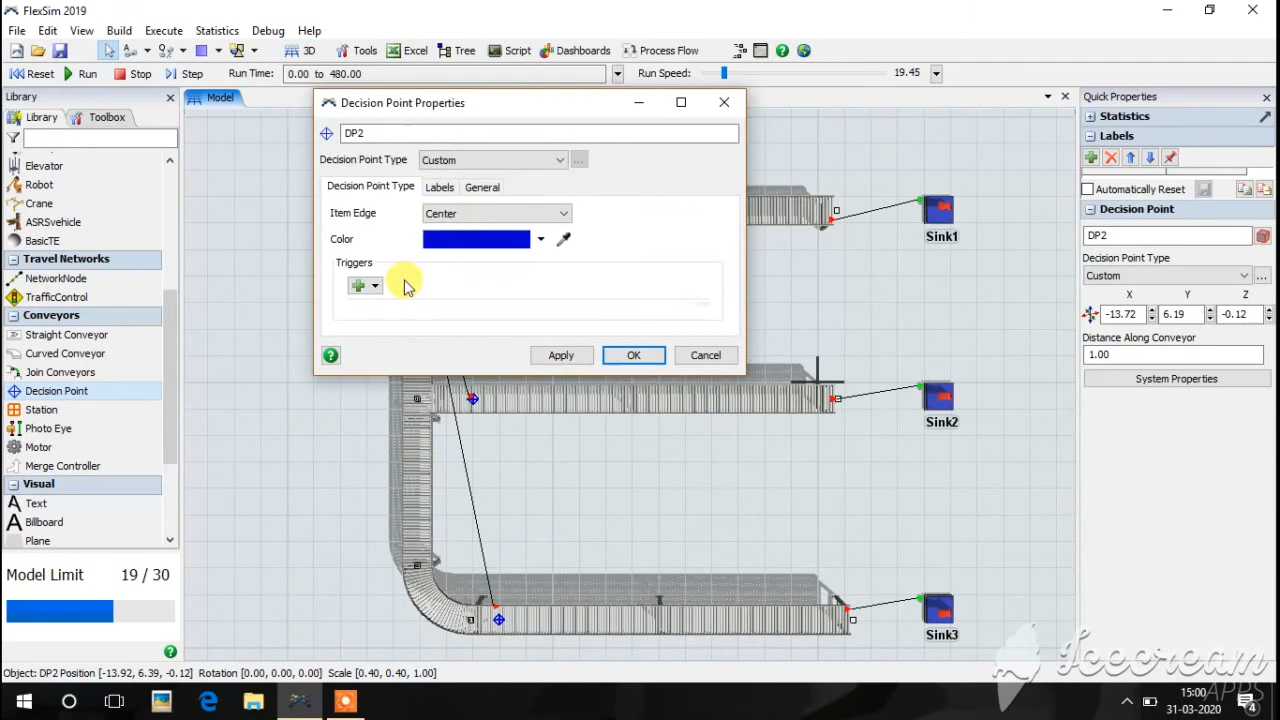 FlexSim 2019
File Edit View Build Execute Statistics Debug Help
3D Tools Excel Tree Script Dashboards Process Flow
Reset Run Stop Step Run Time: 0.00 to 480.00 Run Speed: 19.45
Library
Library Toolbox
Elevator
Robot
Crane
ASRSvehicle
BasicTE
Travel Networks
NetworkNode
TrafficControl
Conveyors
Straight Conveyor
Curved Conveyor
Join Conveyors
Decision Point
Station
Photo Eye
Motor
Merge Controller
Visual
Text
Billboard
Plane
Model Limit 19 / 30
Model
Decision Point Properties
DP2
Decision Point Type Custom
Decision Point Type Labels General
Item Edge Center
Color
Triggers
Apply OK Cancel
Sink1
Sink2
Sink3
Quick Properties
Statistics
Labels
Automatically Reset
Decision Point
DP2
Decision Point Type
Custom
X Y Z
-13.72 6.19 -0.12
Distance Along Conveyor
1.00
System Properties
Object: DP2 Position [-13.92, 6.39, -0.12] Rotation [0.00, 0.00, 0.00] Scale [0.40, 0.40, 1.00]
Icecream
APPS
15:00
31-03-2020
4